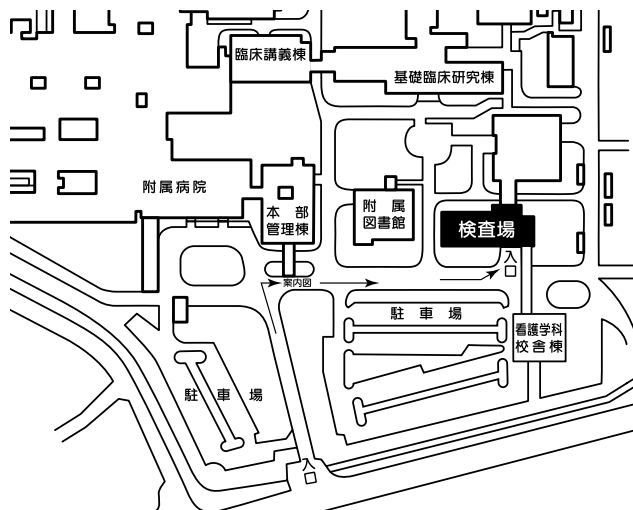 臨床講義棟
基礎臨床研究棟
附属病院
本部
管理棟
附属
図書館
検査場
入口
案内図
駐車場
看護学科
校舎棟
駐車場
入口